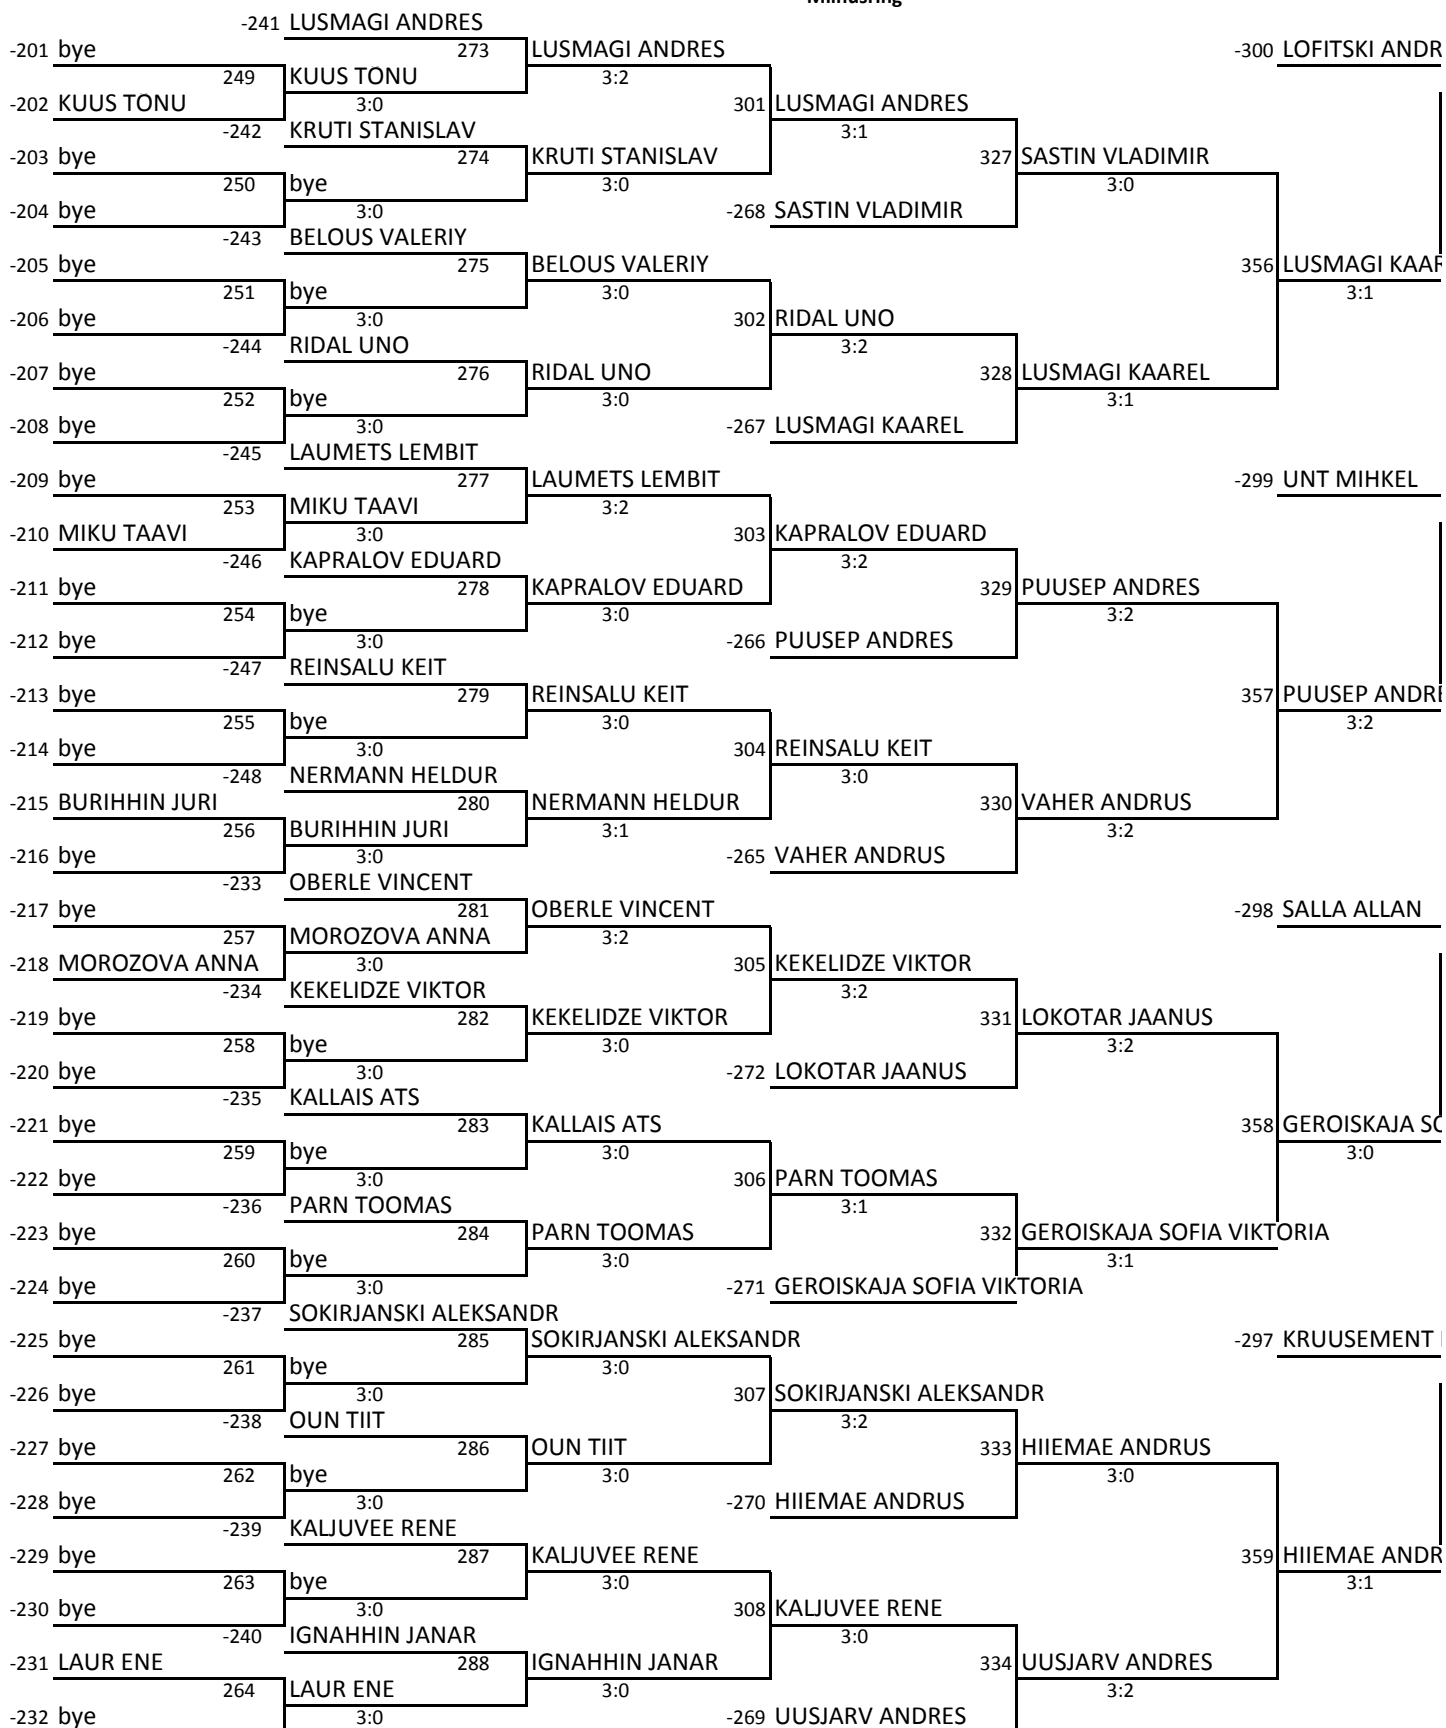 -241 LUSMAGI ANDRES
-201 bye 273 LUSMAGI ANDRES -300 LOFITSKI ANDR
249 KUUS TONU 3:2
-202 KUUS TONU 3:0 301 LUSMAGI ANDRES
-242 KRUTI STANISLAV 3:1
-203 bye 274 KRUTI STANISLAV 327 SASTIN VLADIMIR
250 bye 3:0 3:0
-204 bye 3:0 -268 SASTIN VLADIMIR
-243 BELOUS VALERIY
-205 bye 275 BELOUS VALERIY 356 LUSMAGI KAAR
251 bye 3:0 3:1
-206 bye 3:0 302 RIDAL UNO
-244 RIDAL UNO 3:2
-207 bye 276 RIDAL UNO 328 LUSMAGI KAAREL
252 bye 3:0 3:1
-208 bye 3:0 -267 LUSMAGI KAAREL
-245 LAUMETS LEMBIT
-209 bye 277 LAUMETS LEMBIT -299 UNT MIHKEL
253 MIKU TAAVI 3:2
-210 MIKU TAAVI 3:0 303 KAPRALOV EDUARD
-246 KAPRALOV EDUARD 3:2
-211 bye 278 KAPRALOV EDUARD 329 PUUSEP ANDRES
254 bye 3:0 3:2
-212 bye 3:0 -266 PUUSEP ANDRES
-247 REINSALU KEIT
-213 bye 279 REINSALU KEIT 357 PUUSEP ANDRE
255 bye 3:0 3:2
-214 bye 3:0 304 REINSALU KEIT
-248 NERMANN HELDUR 3:0
-215 BURIHHIN JURI 280 NERMANN HELDUR 330 VAHER ANDRUS
256 BURIHHIN JURI 3:1 3:2
-216 bye 3:0 -265 VAHER ANDRUS
-233 OBERLE VINCENT
-217 bye 281 OBERLE VINCENT -298 SALLA ALLAN
257 MOROZOVA ANNA 3:2
-218 MOROZOVA ANNA 3:0 305 KEKELIDZE VIKTOR
-234 KEKELIDZE VIKTOR 3:2
-219 bye 282 KEKELIDZE VIKTOR 331 LOKOTAR JAANUS
258 bye 3:0 3:2
-220 bye 3:0 -272 LOKOTAR JAANUS
-235 KALLAIS ATS
-221 bye 283 KALLAIS ATS 358 GEROISKAJA SO
259 bye 3:0 3:0
-222 bye 3:0 306 PARN TOOMAS
-236 PARN TOOMAS 3:1
-223 bye 284 PARN TOOMAS 332 GEROISKAJA SOFIA VIKTORIA
260 bye 3:0 3:1
-224 bye 3:0 -271 GEROISKAJA SOFIA VIKTORIA
-237 SOKIRJANSKI ALEKSANDR
-225 bye 285 SOKIRJANSKI ALEKSANDR -297 KRUUSEMENT
261 bye 3:0
-226 bye 3:0 307 SOKIRJANSKI ALEKSANDR
-238 OUN TIIT 3:2
-227 bye 286 OUN TIIT 333 HIIEMAE ANDRUS
262 bye 3:0 3:0
-228 bye 3:0 -270 HIIEMAE ANDRUS
-239 KALJUVEE RENE
-229 bye 287 KALJUVEE RENE 359 HIIEMAE ANDR
263 bye 3:0 3:1
-230 bye 3:0 308 KALJUVEE RENE
-240 IGNAHHIN JANAR 3:0
-231 LAUR ENE 288 IGNAHHIN JANAR 334 UUSJARV ANDRES
264 LAUR ENE 3:0 3:2
-232 bye 3:0 -269 UUSJARV ANDRES